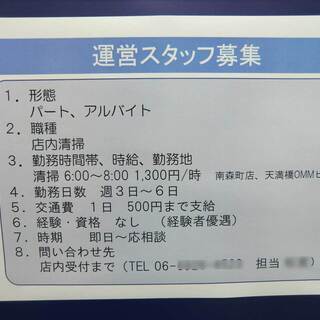 運営スタッフ募集
1．形態
パート、アルバイト
2．職種
店内清掃
3．勤務時間帯、時給、勤務地
清掃 6:00～8:00 1,300円/時 南森町店、天満橋OMMビ
4．勤務日数 週3日～6日
5．交通費 1日 500円まで支給
6．経験・資格 なし （経験者優遇）
7．時期 即日～応相談
8．問い合わせ先
店内受付まで（TEL 06- 担当 ）